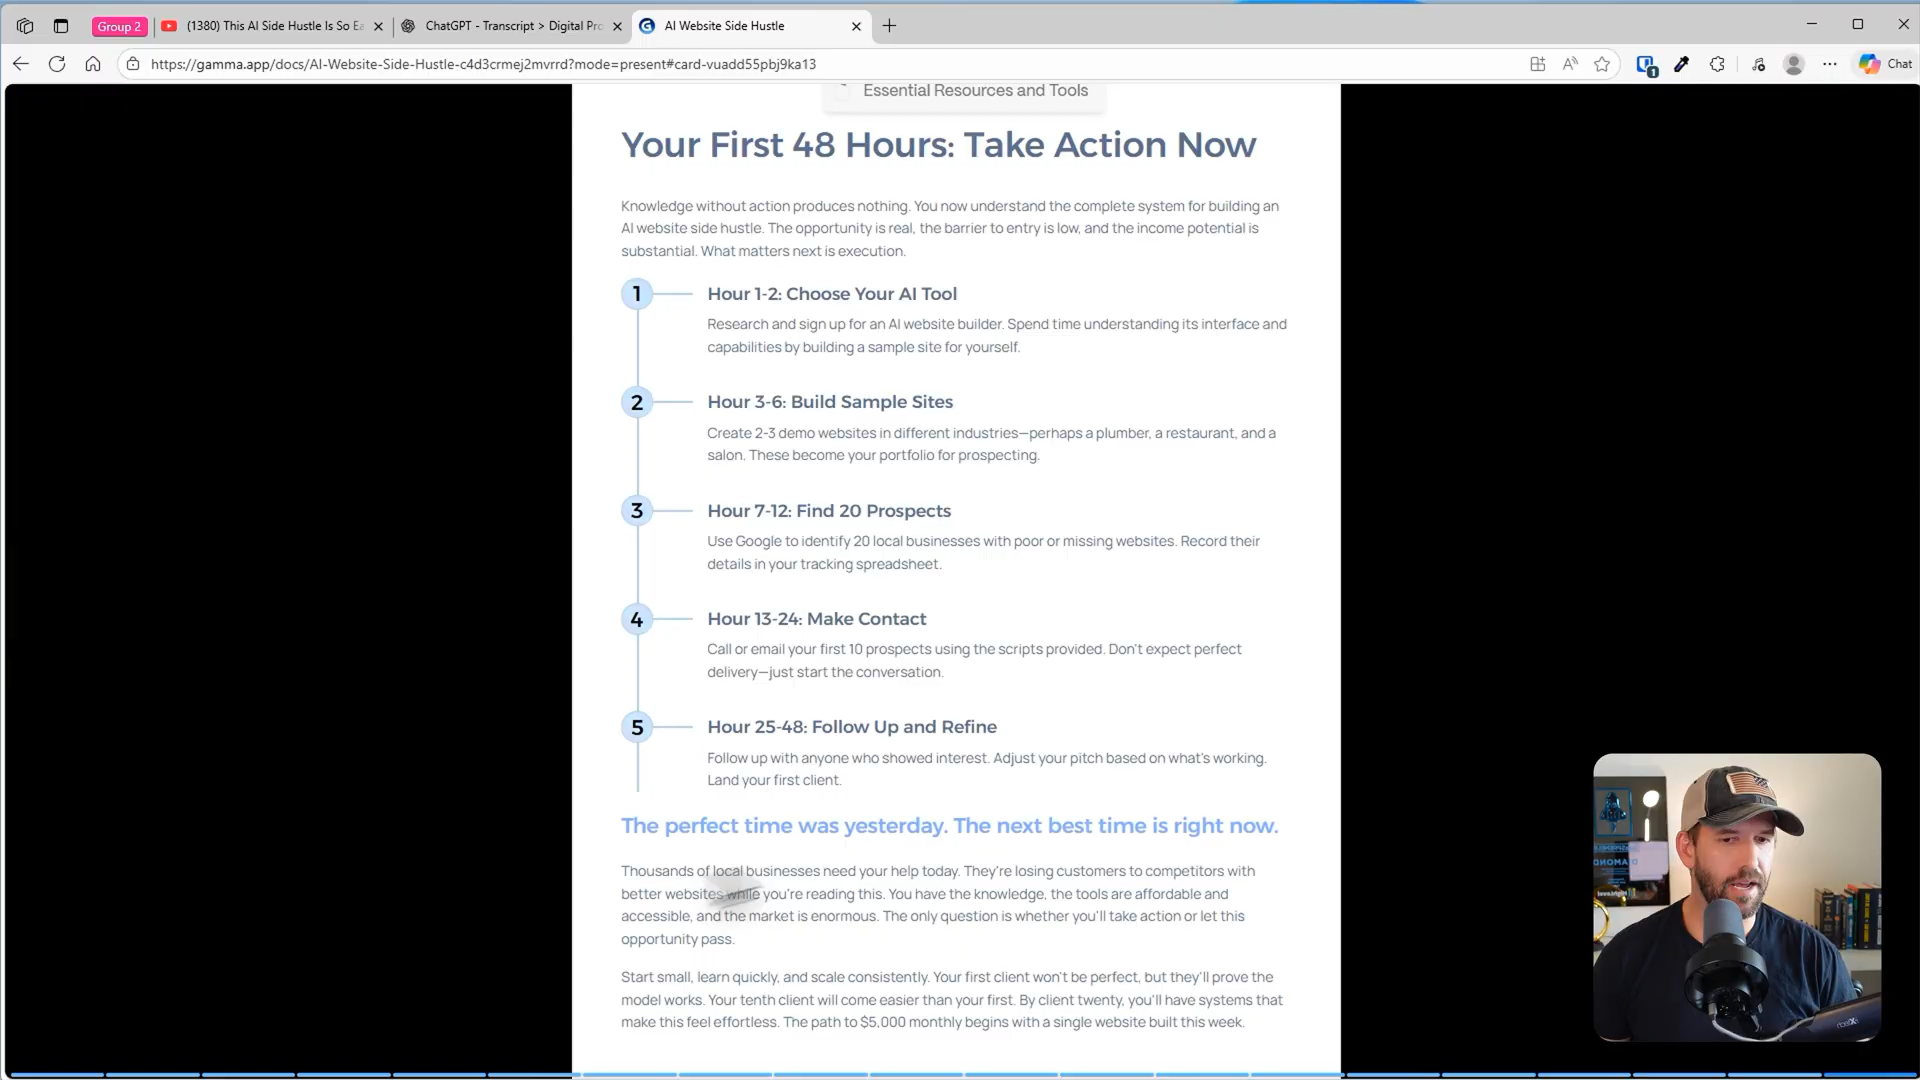 Group 2
(1380) This AI Side Hustle Is So Ea
ChatGPT - Transcript > Digital Pro
AI Website Side Hustle
https://gamma.app/docs/AI-Website-Side-Hustle-c4d3crmej2mvrrd?mode=present#card-vuadd55pbj9ka13
1
Chat
Essential Resources and Tools
Your First 48 Hours: Take Action Now
Knowledge without action produces nothing. You now understand the complete system for building an
AI website side hustle. The opportunity is real, the barrier to entry is low, and the income potential is
substantial. What matters next is execution.
1
Hour 1-2: Choose Your AI Tool
Research and sign up for an AI website builder. Spend time understanding its interface and
capabilities by building a sample site for yourself.
2
Hour 3-6: Build Sample Sites
Create 2-3 demo websites in different industries—perhaps a plumber, a restaurant, and a
salon. These become your portfolio for prospecting.
3
Hour 7-12: Find 20 Prospects
Use Google to identify 20 local businesses with poor or missing websites. Record their
details in your tracking spreadsheet.
4
Hour 13-24: Make Contact
Call or email your first 10 prospects using the scripts provided. Don't expect perfect
delivery—just start the conversation.
5
Hour 25-48: Follow Up and Refine
Follow up with anyone who showed interest. Adjust your pitch based on what's working.
Land your first client.
The perfect time was yesterday. The next best time is right now.
Thousands of local businesses need your help today. They're losing customers to competitors with
better websites while you're reading this. You have the knowledge, the tools are affordable and
accessible, and the market is enormous. The only question is whether you'll take action or let this
opportunity pass.
Start small, learn quickly, and scale consistently. Your first client won't be perfect, but they'll prove the
model works. Your tenth client will come easier than your first. By client twenty, you'll have systems that
make this feel effortless. The path to $5,000 monthly begins with a single website built this week.